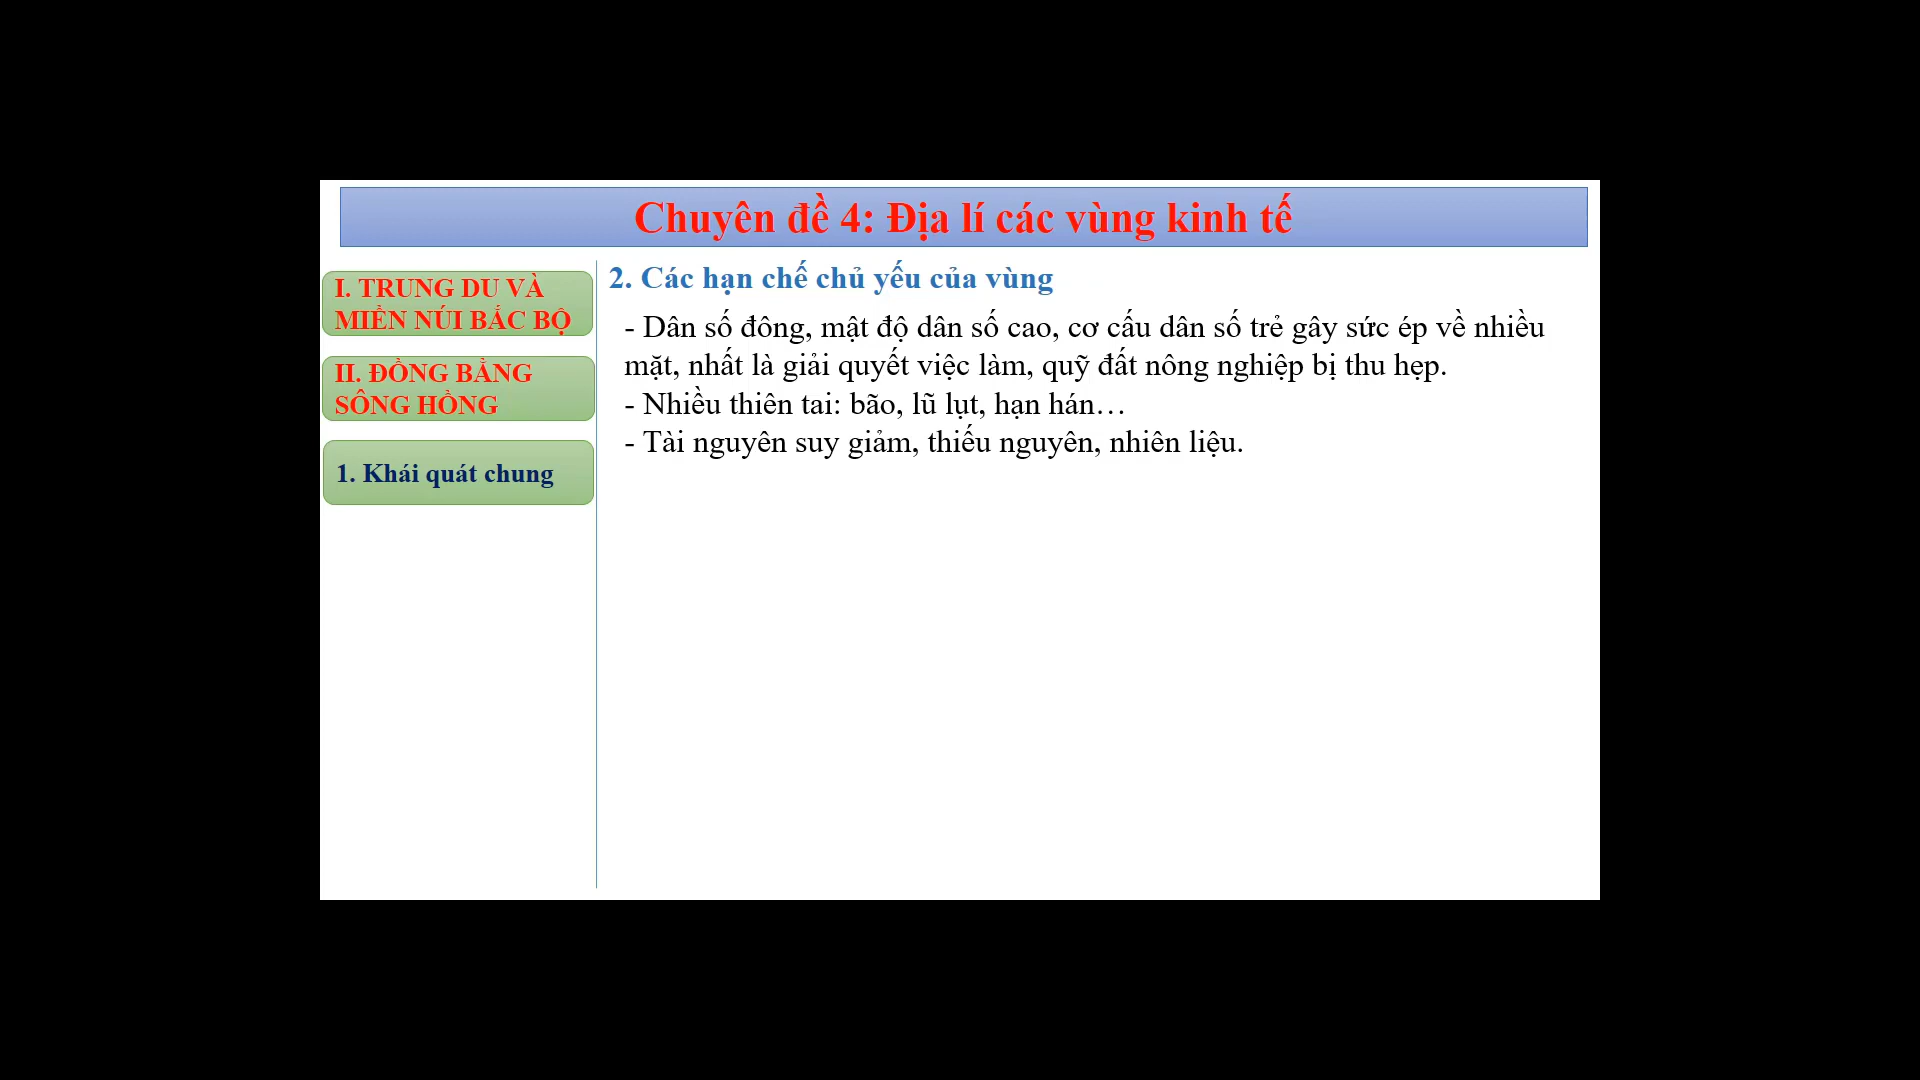 Chuyên đề 4: Địa lí các vùng kinh tế
I. TRUNG DU VÀ
MIỀN NÚI BẮC BỘ
II. ĐỒNG BẰNG
SÔNG HỒNG
1. Khái quát chung
2. Các hạn chế chủ yếu của vùng
- Dân số đông, mật độ dân số cao, cơ cấu dân số trẻ gây sức ép về nhiều
mặt, nhất là giải quyết việc làm, quỹ đất nông nghiệp bị thu hẹp.
- Nhiều thiên tai: bão, lũ lụt, hạn hán…
- Tài nguyên suy giảm, thiếu nguyên, nhiên liệu.